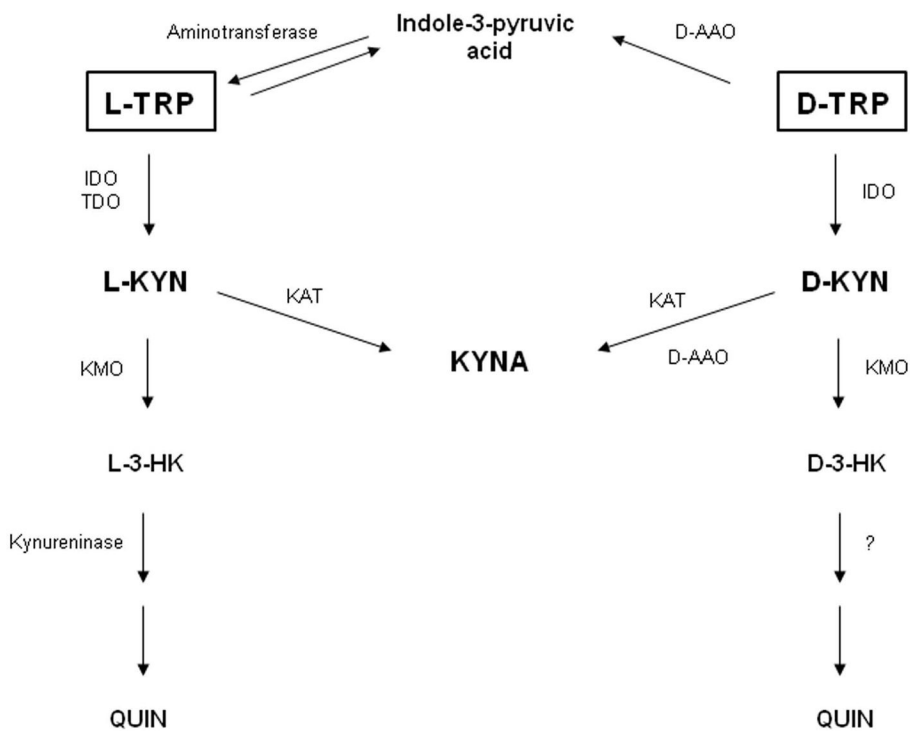 Aminotransferase
Indole-3-pyruvic
acid
D-AAO
L-TRP
D-TRP
IDO
TDO
IDO
L-KYN
D-KYN
KAT
KAT
KYNA
D-AAO
KMO
KMO
L-3-HK
D-3-HK
Kynureninase
?
QUIN
QUIN